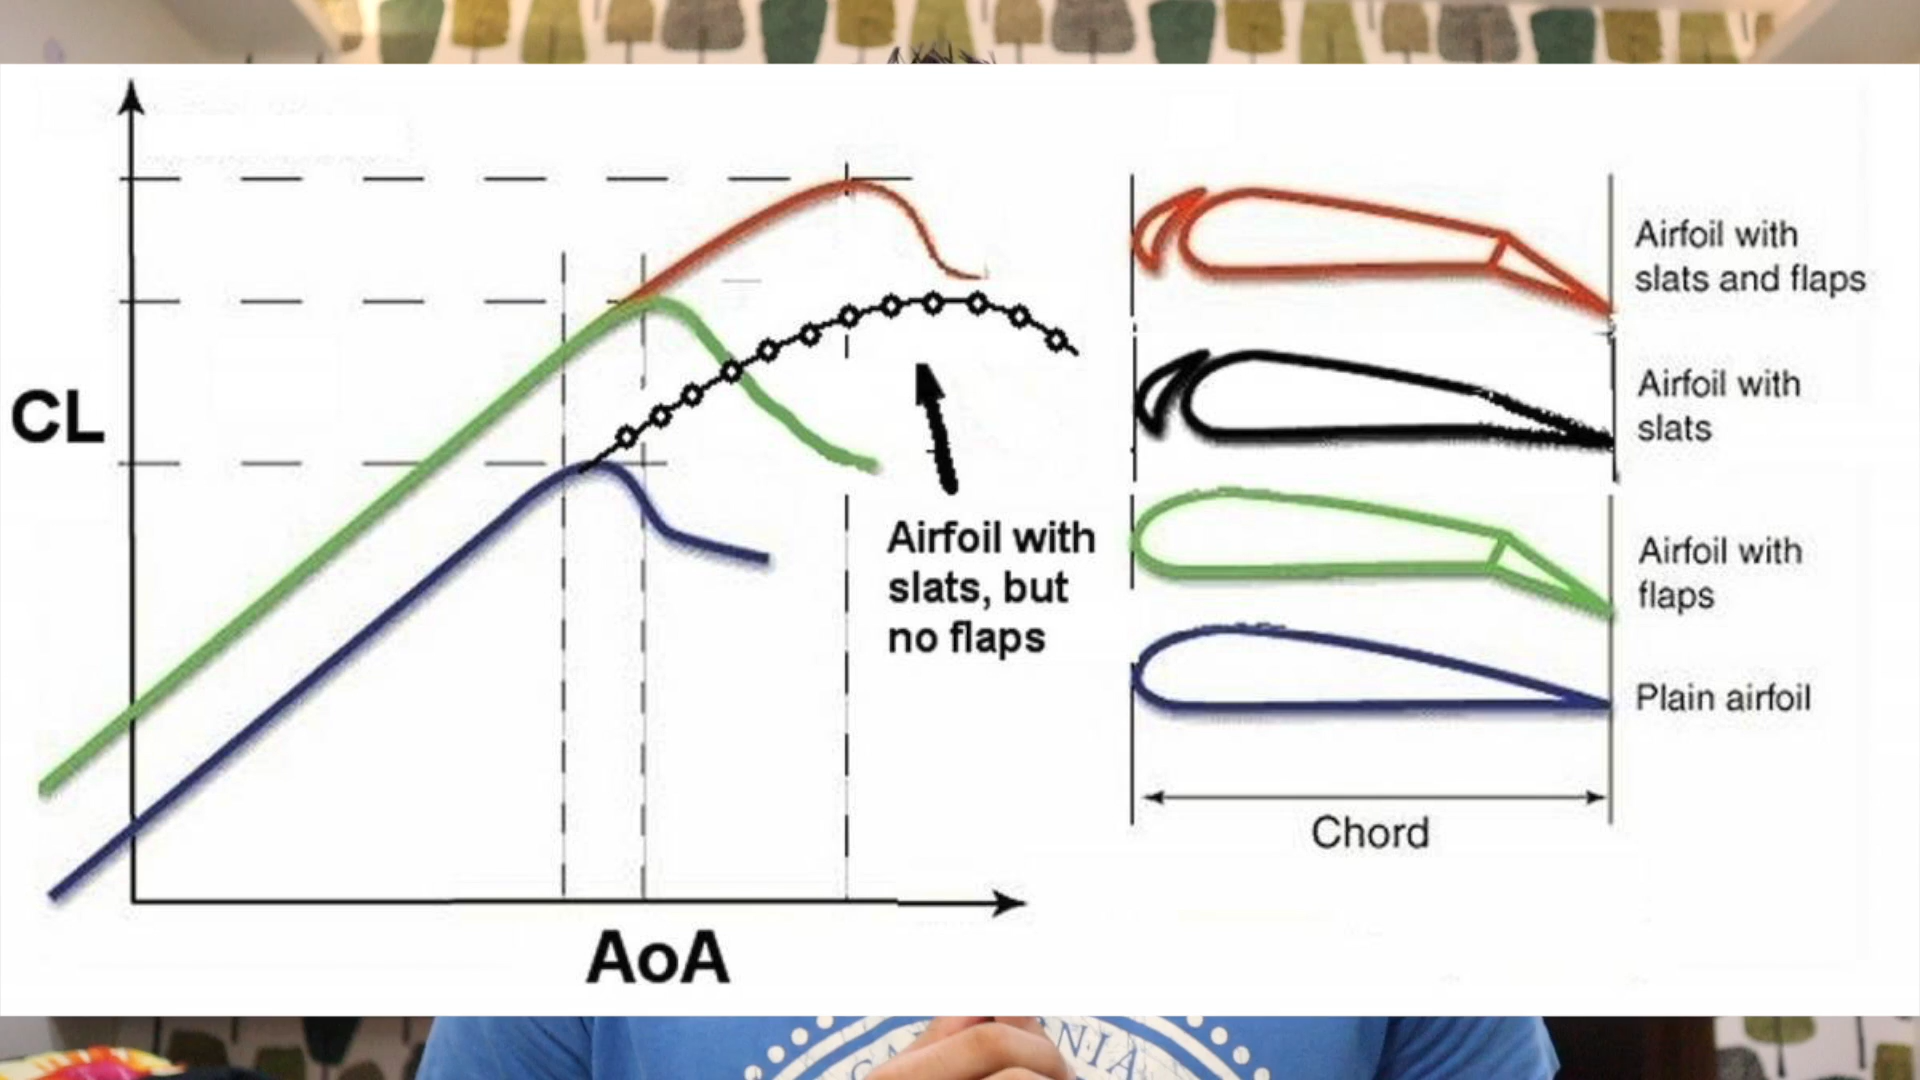 CL
AoA
Airfoil with
slats, but
no flaps
Airfoil with
slats and flaps
Airfoil with
slats
Airfoil with
flaps
Plain airfoil
Chord